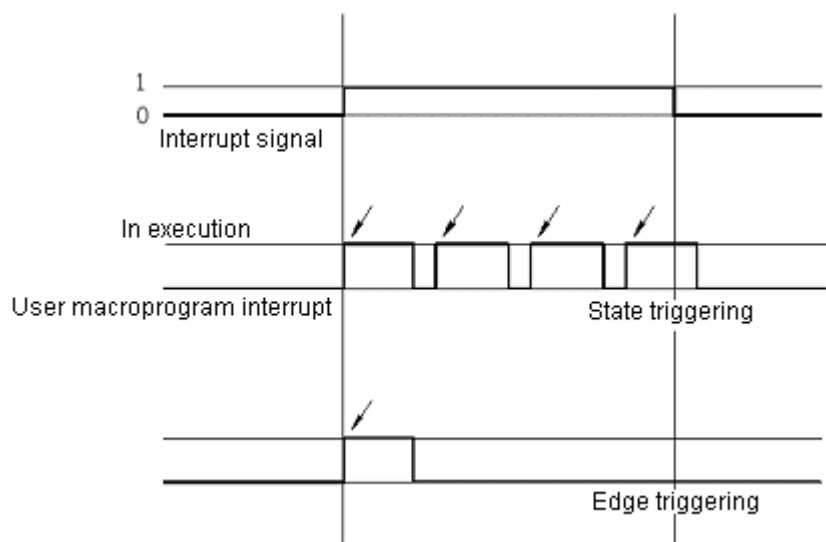 1
0
Interrupt signal
In execution
User macroprogram interrupt
State triggering
Edge triggering